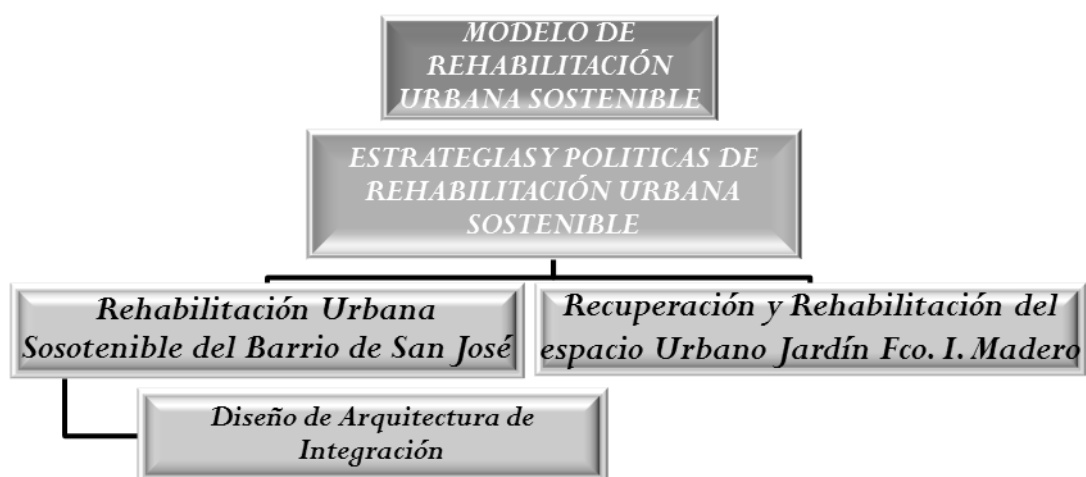 MODELO DE
REHABILITACIÓN
URBANA SOSTENIBLE
ESTRATEGIAS Y POLITICAS DE
REHABILITACIÓN URBANA
SOSTENIBLE
Rehabilitación Urbana
Sosotenible del Barrio de San José
Recuperación y Rehabilitación del
espacio Urbano Jardín Fco. I. Madero
Diseño de Arquitectura de
Integración